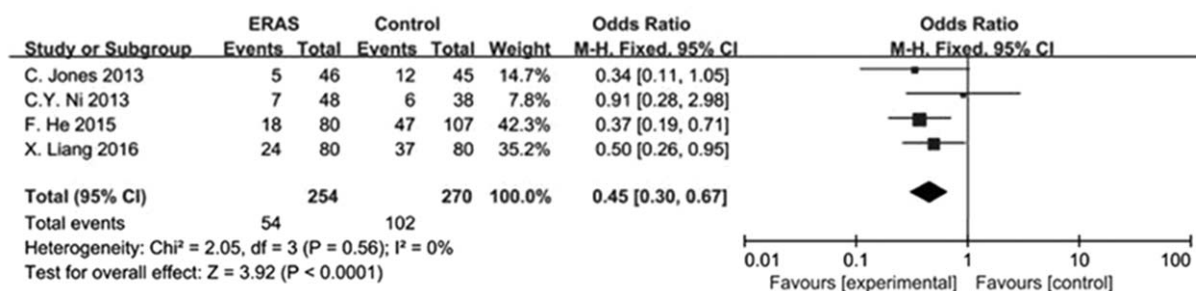 ERAS Control Odds Ratio Odds Ratio
Study or Subgroup Events Total Events Total Weight M-H, Fixed, 95% CI M-H, Fixed, 95% CI
C. Jones 2013 5 46 12 45 14.7% 0.34 [0.11, 1.05]
C.Y. Ni 2013 7 48 6 38 7.8% 0.91 [0.28, 2.98]
F. He 2015 18 80 47 107 42.3% 0.37 [0.19, 0.71]
X. Liang 2016 24 80 37 80 35.2% 0.50 [0.26, 0.95]
Total (95% CI) 254 270 100.0% 0.45 [0.30, 0.67]
Total events 54 102
Heterogeneity: Chi² = 2.05, df = 3 (P = 0.56); I² = 0%
Test for overall effect: Z = 3.92 (P < 0.0001)
0.01 0.1 1 10 100
Favours [experimental] Favours [control]